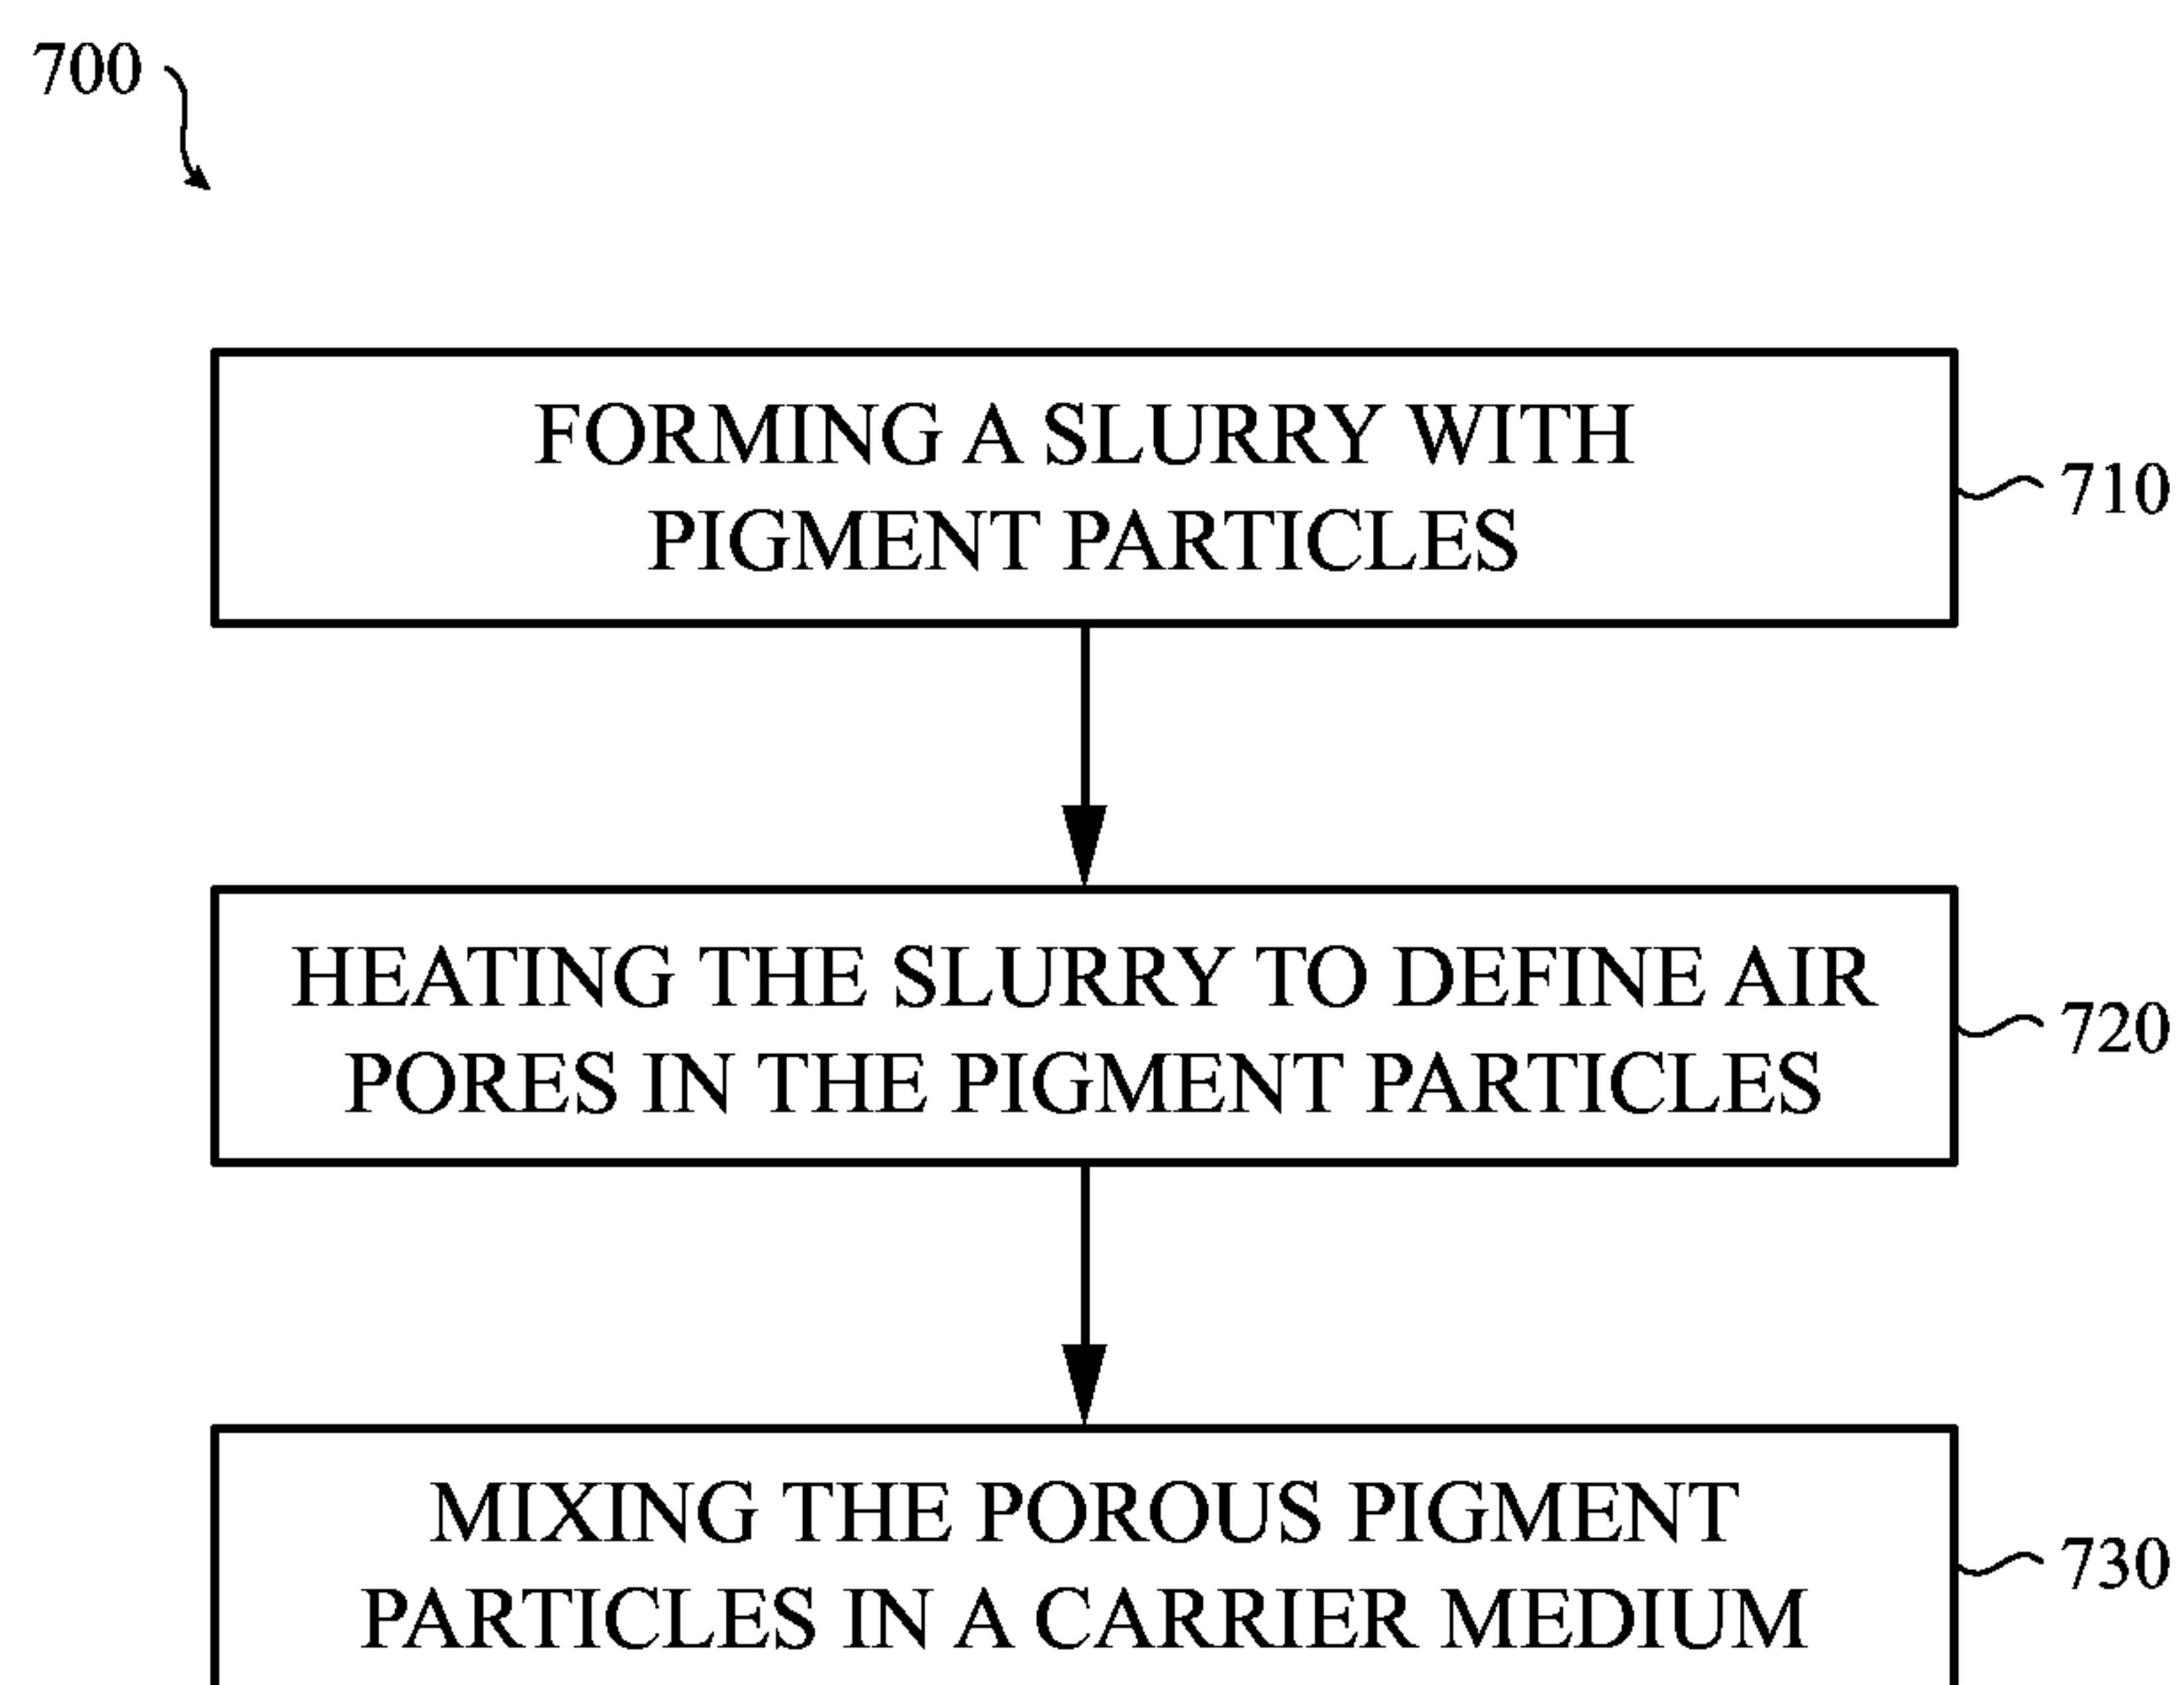 700
FORMING A SLURRY WITH
PIGMENT PARTICLES
710
HEATING THE SLURRY TO DEFINE AIR
PORES IN THE PIGMENT PARTICLES
720
MIXING THE POROUS PIGMENT
PARTICLES IN A CARRIER MEDIUM
730